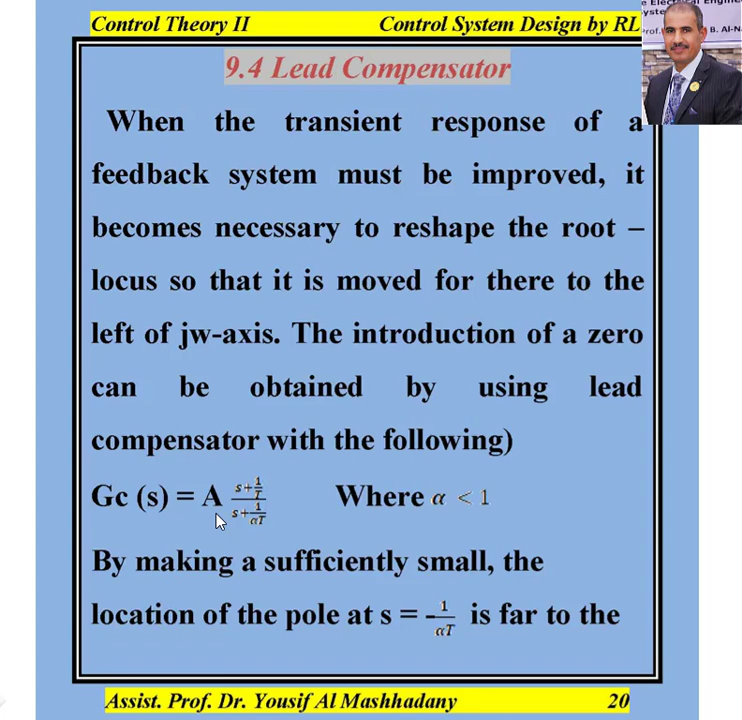 Control Theory II Control System Design by RL
9.4 Lead Compensator
When the transient response of a
feedback system must be improved, it
becomes necessary to reshape the root –
locus so that it is moved for there to the
left of jw-axis. The introduction of a zero
can be obtained by using lead
compensator with the following)
Gc (s) = A (s+1/T)/(s+1/αT) Where α < 1
By making a sufficiently small, the
location of the pole at s = -1/αT is far to the
Assist. Prof. Dr. Yousif Al Mashhadany 20